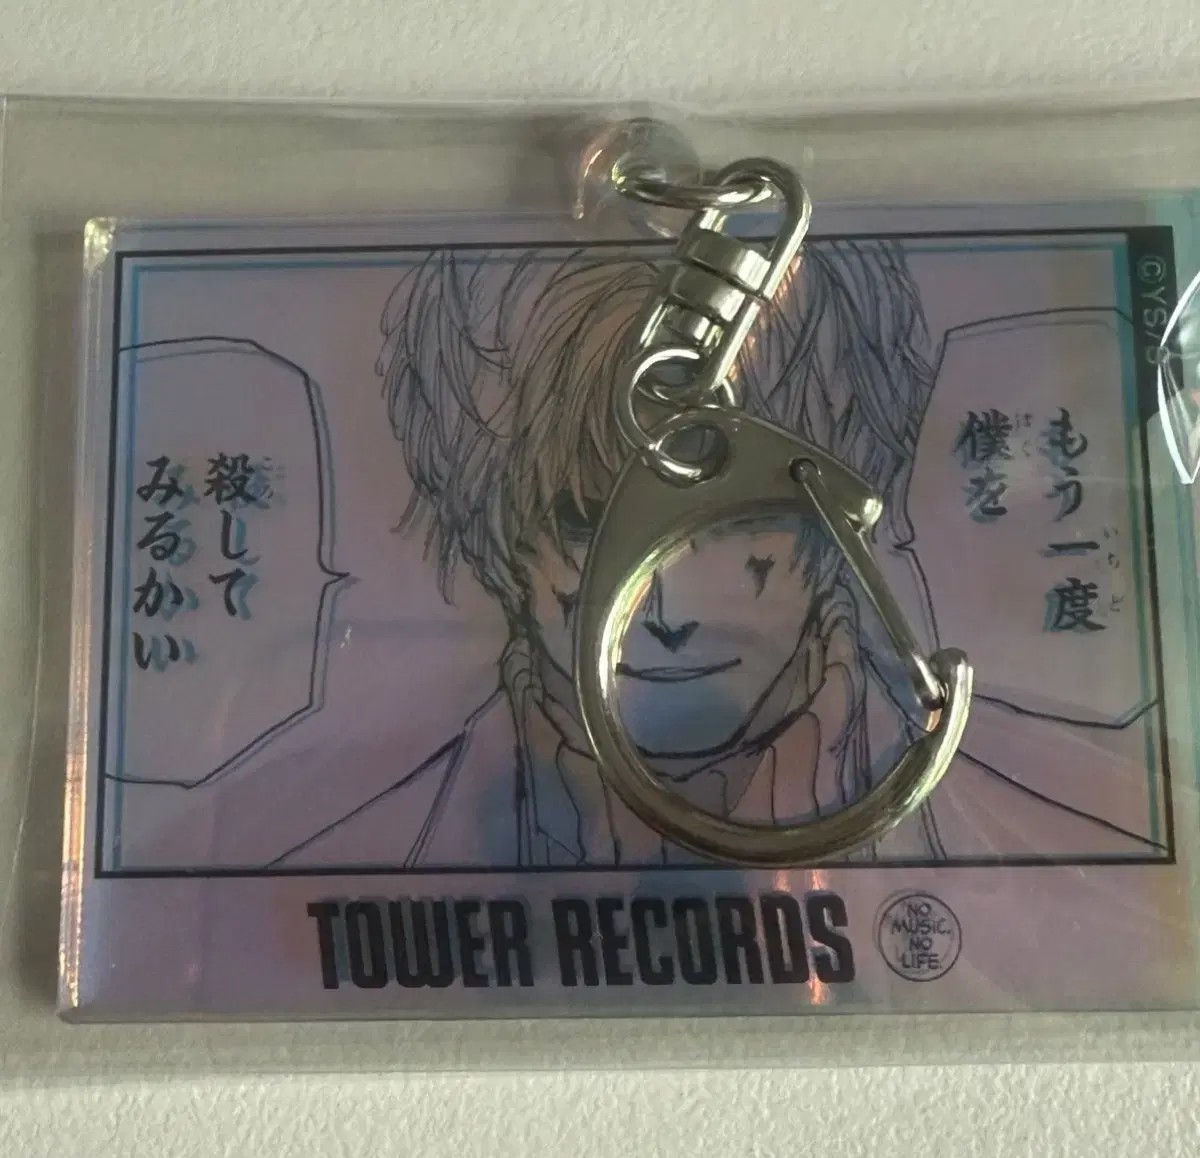 もう一度
僕を
殺して
みるかい
TOWER RECORDS
NO
MUSIC.
NO
LIFE.
©YS/S